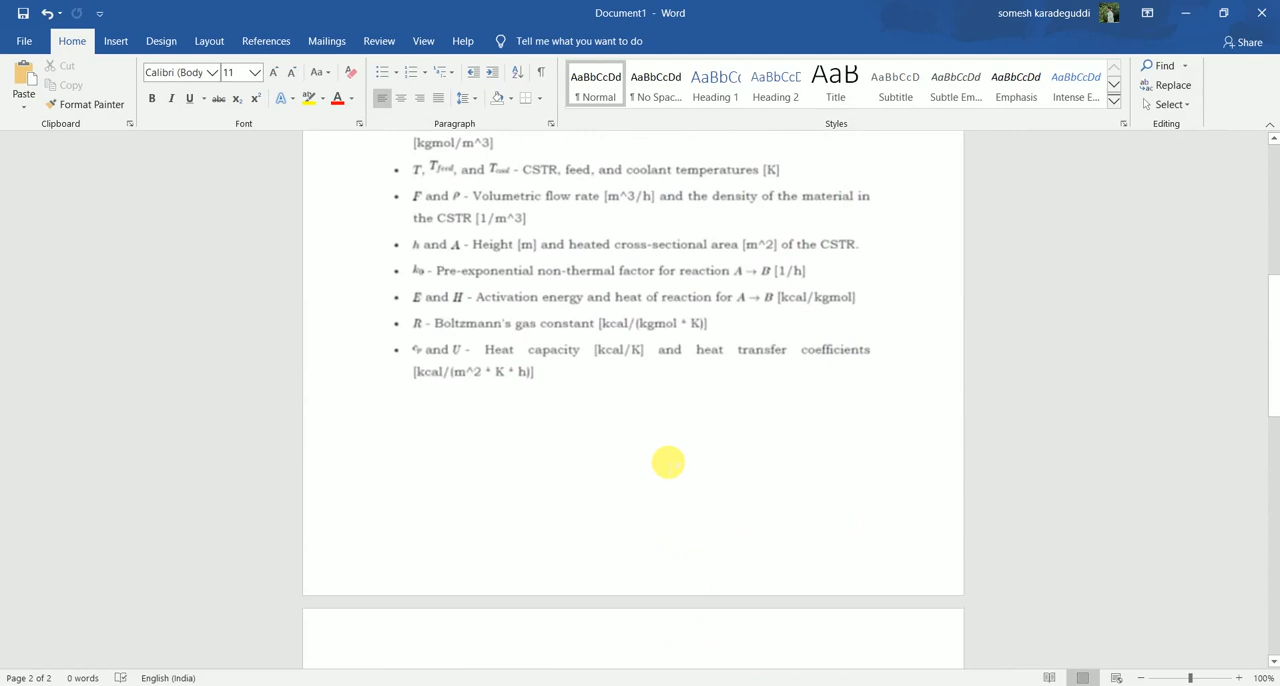 Document1 - Word
somesh karadeguddi
File Home Insert Design Layout References Mailings Review View Help Tell me what you want to do
Share
Paste
Cut
Copy
Format Painter
Clipboard
Calibri (Body 11
Font
Paragraph
AaBbCcDd AaBbCcDd AaBbCc AaBbCcD AaB AaBbCcD AaBbCcDd AaBbCcDd AaBbCcDd
¶ Normal ¶ No Spac... Heading 1 Heading 2 Title Subtitle Subtle Em... Emphasis Intense E...
Styles
Find
Replace
Select
Editing
[kgmol/m^3]
• T, Tfeed, and Tcool - CSTR, feed, and coolant temperatures [K]
• F and ρ - Volumetric flow rate [m^3/h] and the density of the material in
the CSTR [1/m^3]
• h and A - Height [m] and heated cross-sectional area [m^2] of the CSTR.
• k0 - Pre-exponential non-thermal factor for reaction A → B [1/h]
• E and H - Activation energy and heat of reaction for A → B [kcal/kgmol]
• R - Boltzmann's gas constant [kcal/(kgmol * K)]
• cp and U - Heat capacity [kcal/K] and heat transfer coefficients
[kcal/(m^2 * K * h)]
Page 2 of 2 0 words English (India)
100%